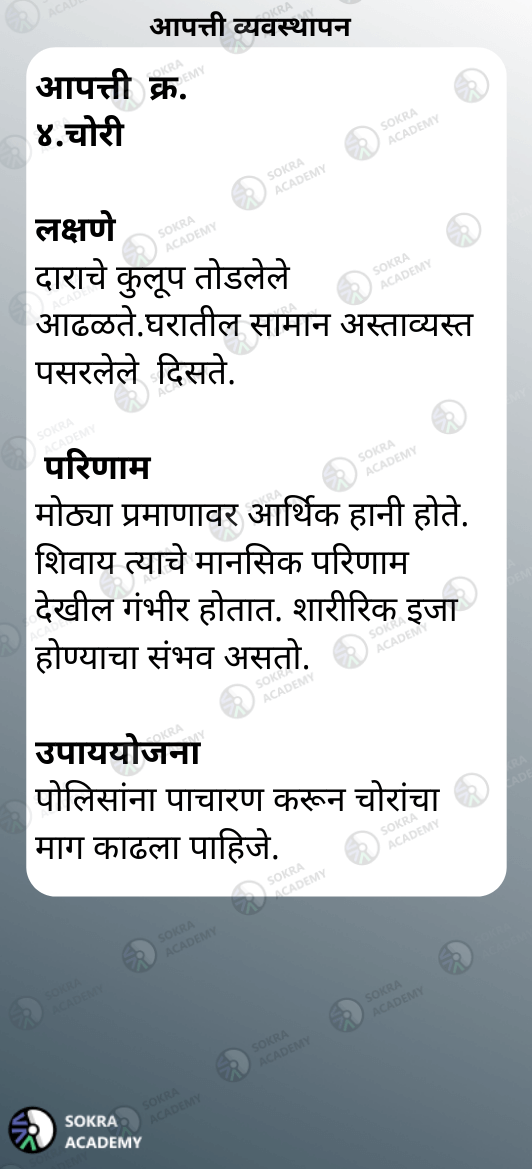 आपत्ती व्यवस्थापन
आपत्ती क्र.
४.चोरी
लक्षणे
दाराचे कुलूप तोडलेले
आढळते.घरातील सामान अस्ताव्यस्त
पसरलेले दिसते.
परिणाम
मोठ्या प्रमाणावर आर्थिक हानी होते.
शिवाय त्याचे मानसिक परिणाम
देखील गंभीर होतात. शारीरिक इजा
होण्याचा संभव असतो.
उपाययोजना
पोलिसांना पाचारण करून चोरांचा
माग काढला पाहिजे.
SOKRA
ACADEMY